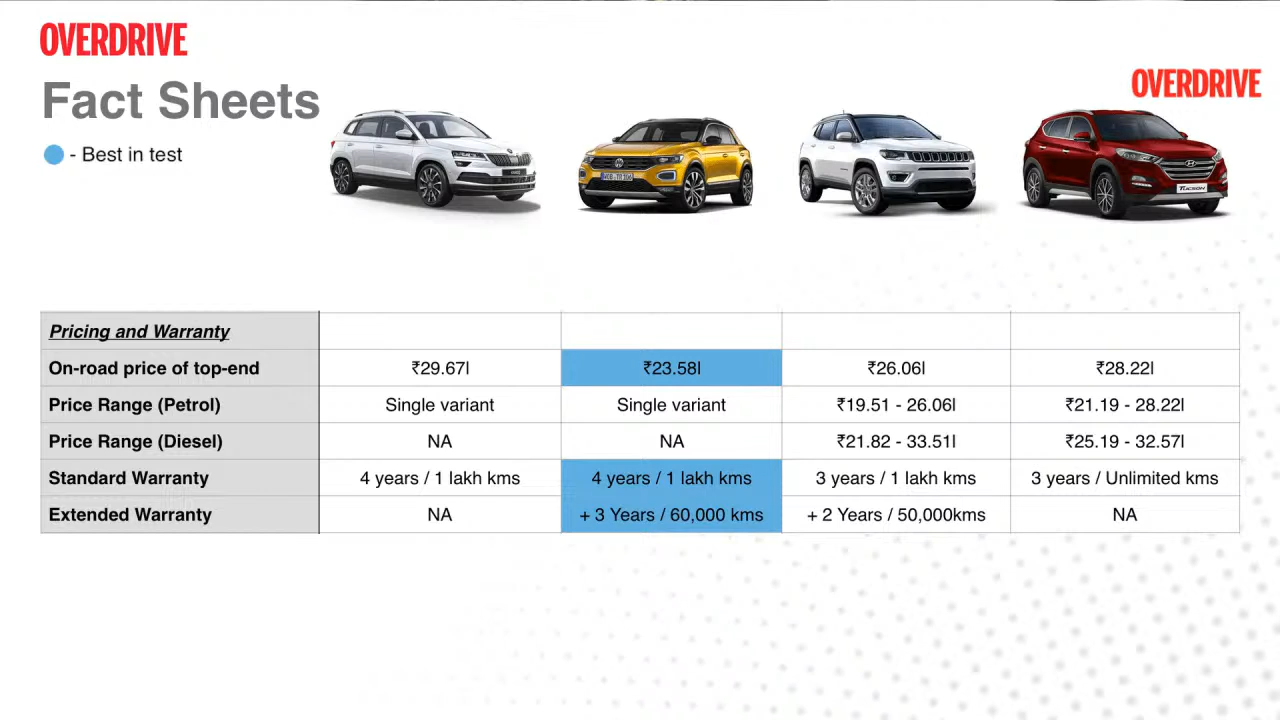 OVERDRIVE
OVERDRIVE
Fact Sheets
- Best in test
TUCSON
Pricing and Warranty
On-road price of top-end ₹29.67l ₹23.58l ₹26.06l ₹28.22l
Price Range (Petrol) Single variant Single variant ₹19.51 - 26.06l ₹21.19 - 28.22l
Price Range (Diesel) NA NA ₹21.82 - 33.51l ₹25.19 - 32.57l
Standard Warranty 4 years / 1 lakh kms 4 years / 1 lakh kms 3 years / 1 lakh kms 3 years / Unlimited kms
Extended Warranty NA + 3 Years / 60,000 kms + 2 Years / 50,000kms NA